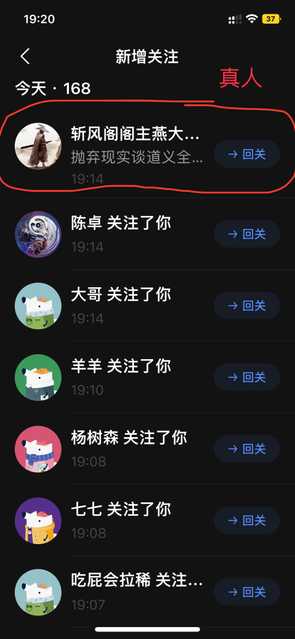 19:20
37
新增关注
真人
今天 · 168
斩风阁阁主燕大...
抛弃现实谈道义全...
19:14
→ 回关
陈卓 关注了你
19:14
→ 回关
大哥 关注了你
19:14
→ 回关
羊羊 关注了你
19:10
→ 回关
杨树森 关注了你
19:08
→ 回关
七七 关注了你
19:08
→ 回关
吃屁会拉稀 关注...
19:07
→ 回关